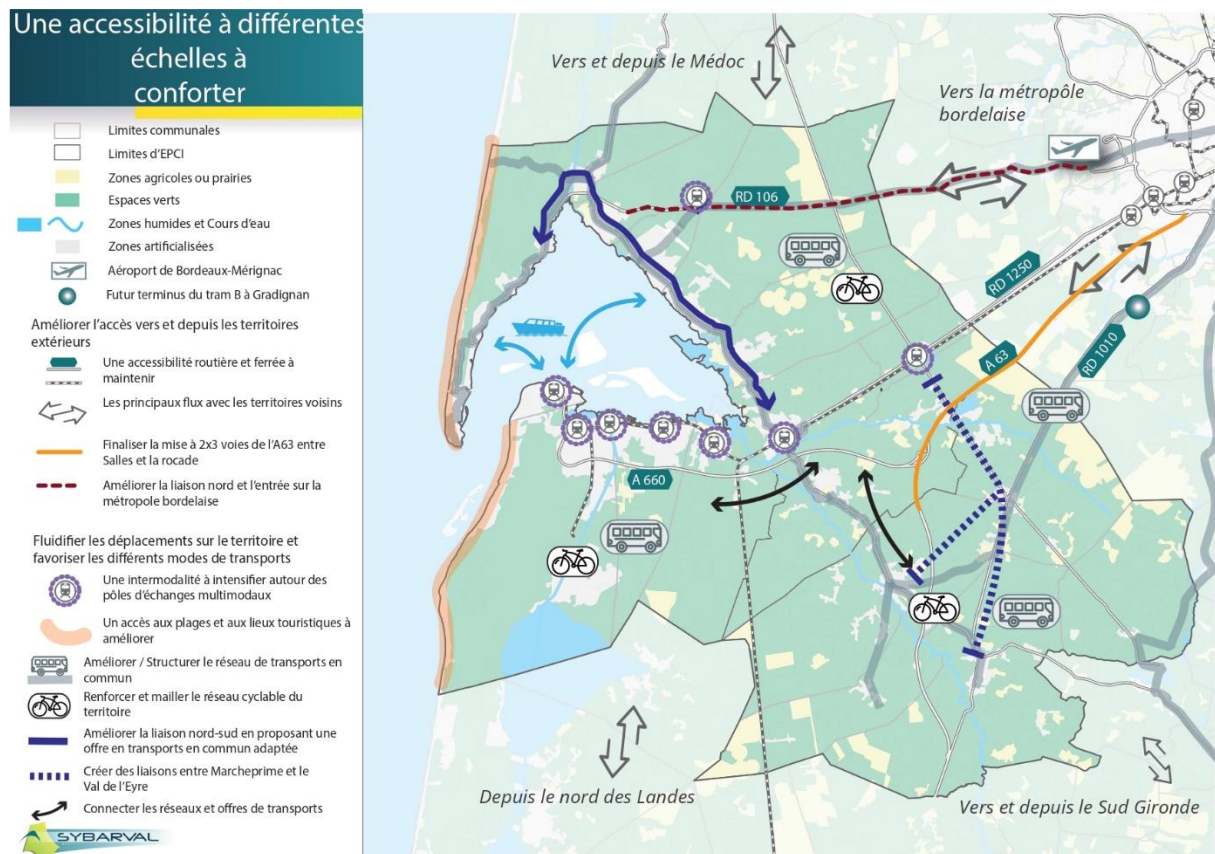 Une accessibilité à différentes
échelles à
conforter
Limites communales
Limites d'EPCI
Zones agricoles ou prairies
Espaces verts
Zones humides et Cours d'eau
Zones artificialisées
Aéroport de Bordeaux-Mérignac
Futur terminus du tram B à Gradignan
Améliorer l'accès vers et depuis les territoires
extérieurs
Une accessibilité routière et ferrée à
maintenir
Les principaux flux avec les territoires voisins
Finaliser la mise à 2x3 voies de l'A63 entre
Salles et la rocade
Améliorer la liaison nord et l'entrée sur la
métropole bordelaise
Fluidifier les déplacements sur le territoire et
favoriser les différents modes de transports
Une intermodalité à intensifier autour des
pôles d'échanges multimodaux
Un accès aux plages et aux lieux touristiques à
améliorer
Améliorer / Structurer le réseau de transports en
commun
Renforcer et mailler le réseau cyclable du
territoire
Améliorer la liaison nord-sud en proposant une
offre en transports en commun adaptée
Créer des liaisons entre Marcheprime et le
Val de l'Eyre
Connecter les réseaux et offres de transports
SYBARVAL
Vers et depuis le Médoc
Vers la métropole
bordelaise
RD 106
RD 1250
A 63
RD 1010
A 660
Depuis le nord des Landes
Vers et depuis le Sud Gironde